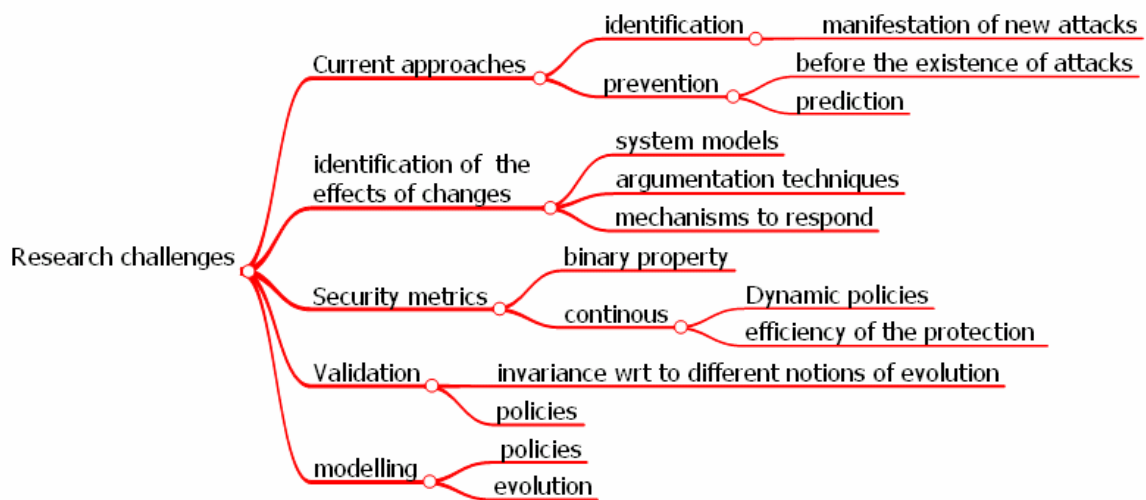 identification
manifestation of new attacks
Current approaches
before the existence of attacks
prevention
prediction
system models
identification of the
effects of changes
argumentation techniques
mechanisms to respond
Research challenges
binary property
Security metrics
Dynamic policies
continous
efficiency of the protection
Validation
invariance wrt to different notions of evolution
policies
policies
modelling
evolution